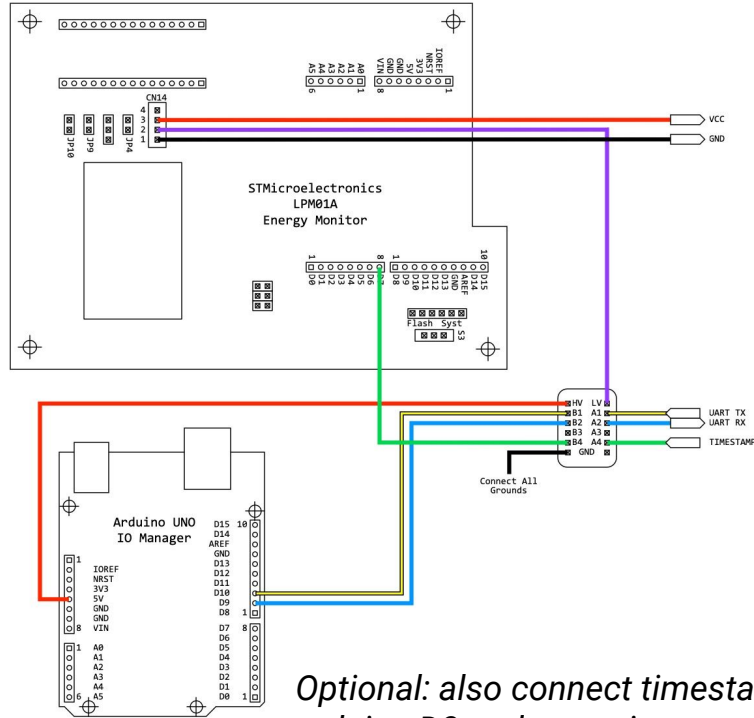 A5 A4 A3 A2 A1 A0
6 1
VIN GND GND 5V 3V3 NRST IOREF
8 1
CN14
4
3
2
1
JP10 JP9 JP4
VCC
GND
STMicroelectronics
LPM01A
Energy Monitor
1 8 1 10
D0 D1 D2 D3 D4 D5 D6 D7
D8 D9 D10 D11 D12 D13 GND AREF D14 D15
Flash Syst
S3
HV LV
B1 A1
B2 A2
B3 A3
B4 A4
GND
UART TX
UART RX
TIMESTAMP
Connect All
Grounds
Arduino UNO
IO Manager
1
IOREF
NRST
3V3
5V
GND
GND
8 VIN
1 A0
A1
A2
A3
A4
6 A5
D15 10
D14
AREF
GND
D13
D12
D11
D10
D9
D8 1
D7 8
D6
D5
D4
D3
D2
D1
D0 1
Optional: also connect timesta